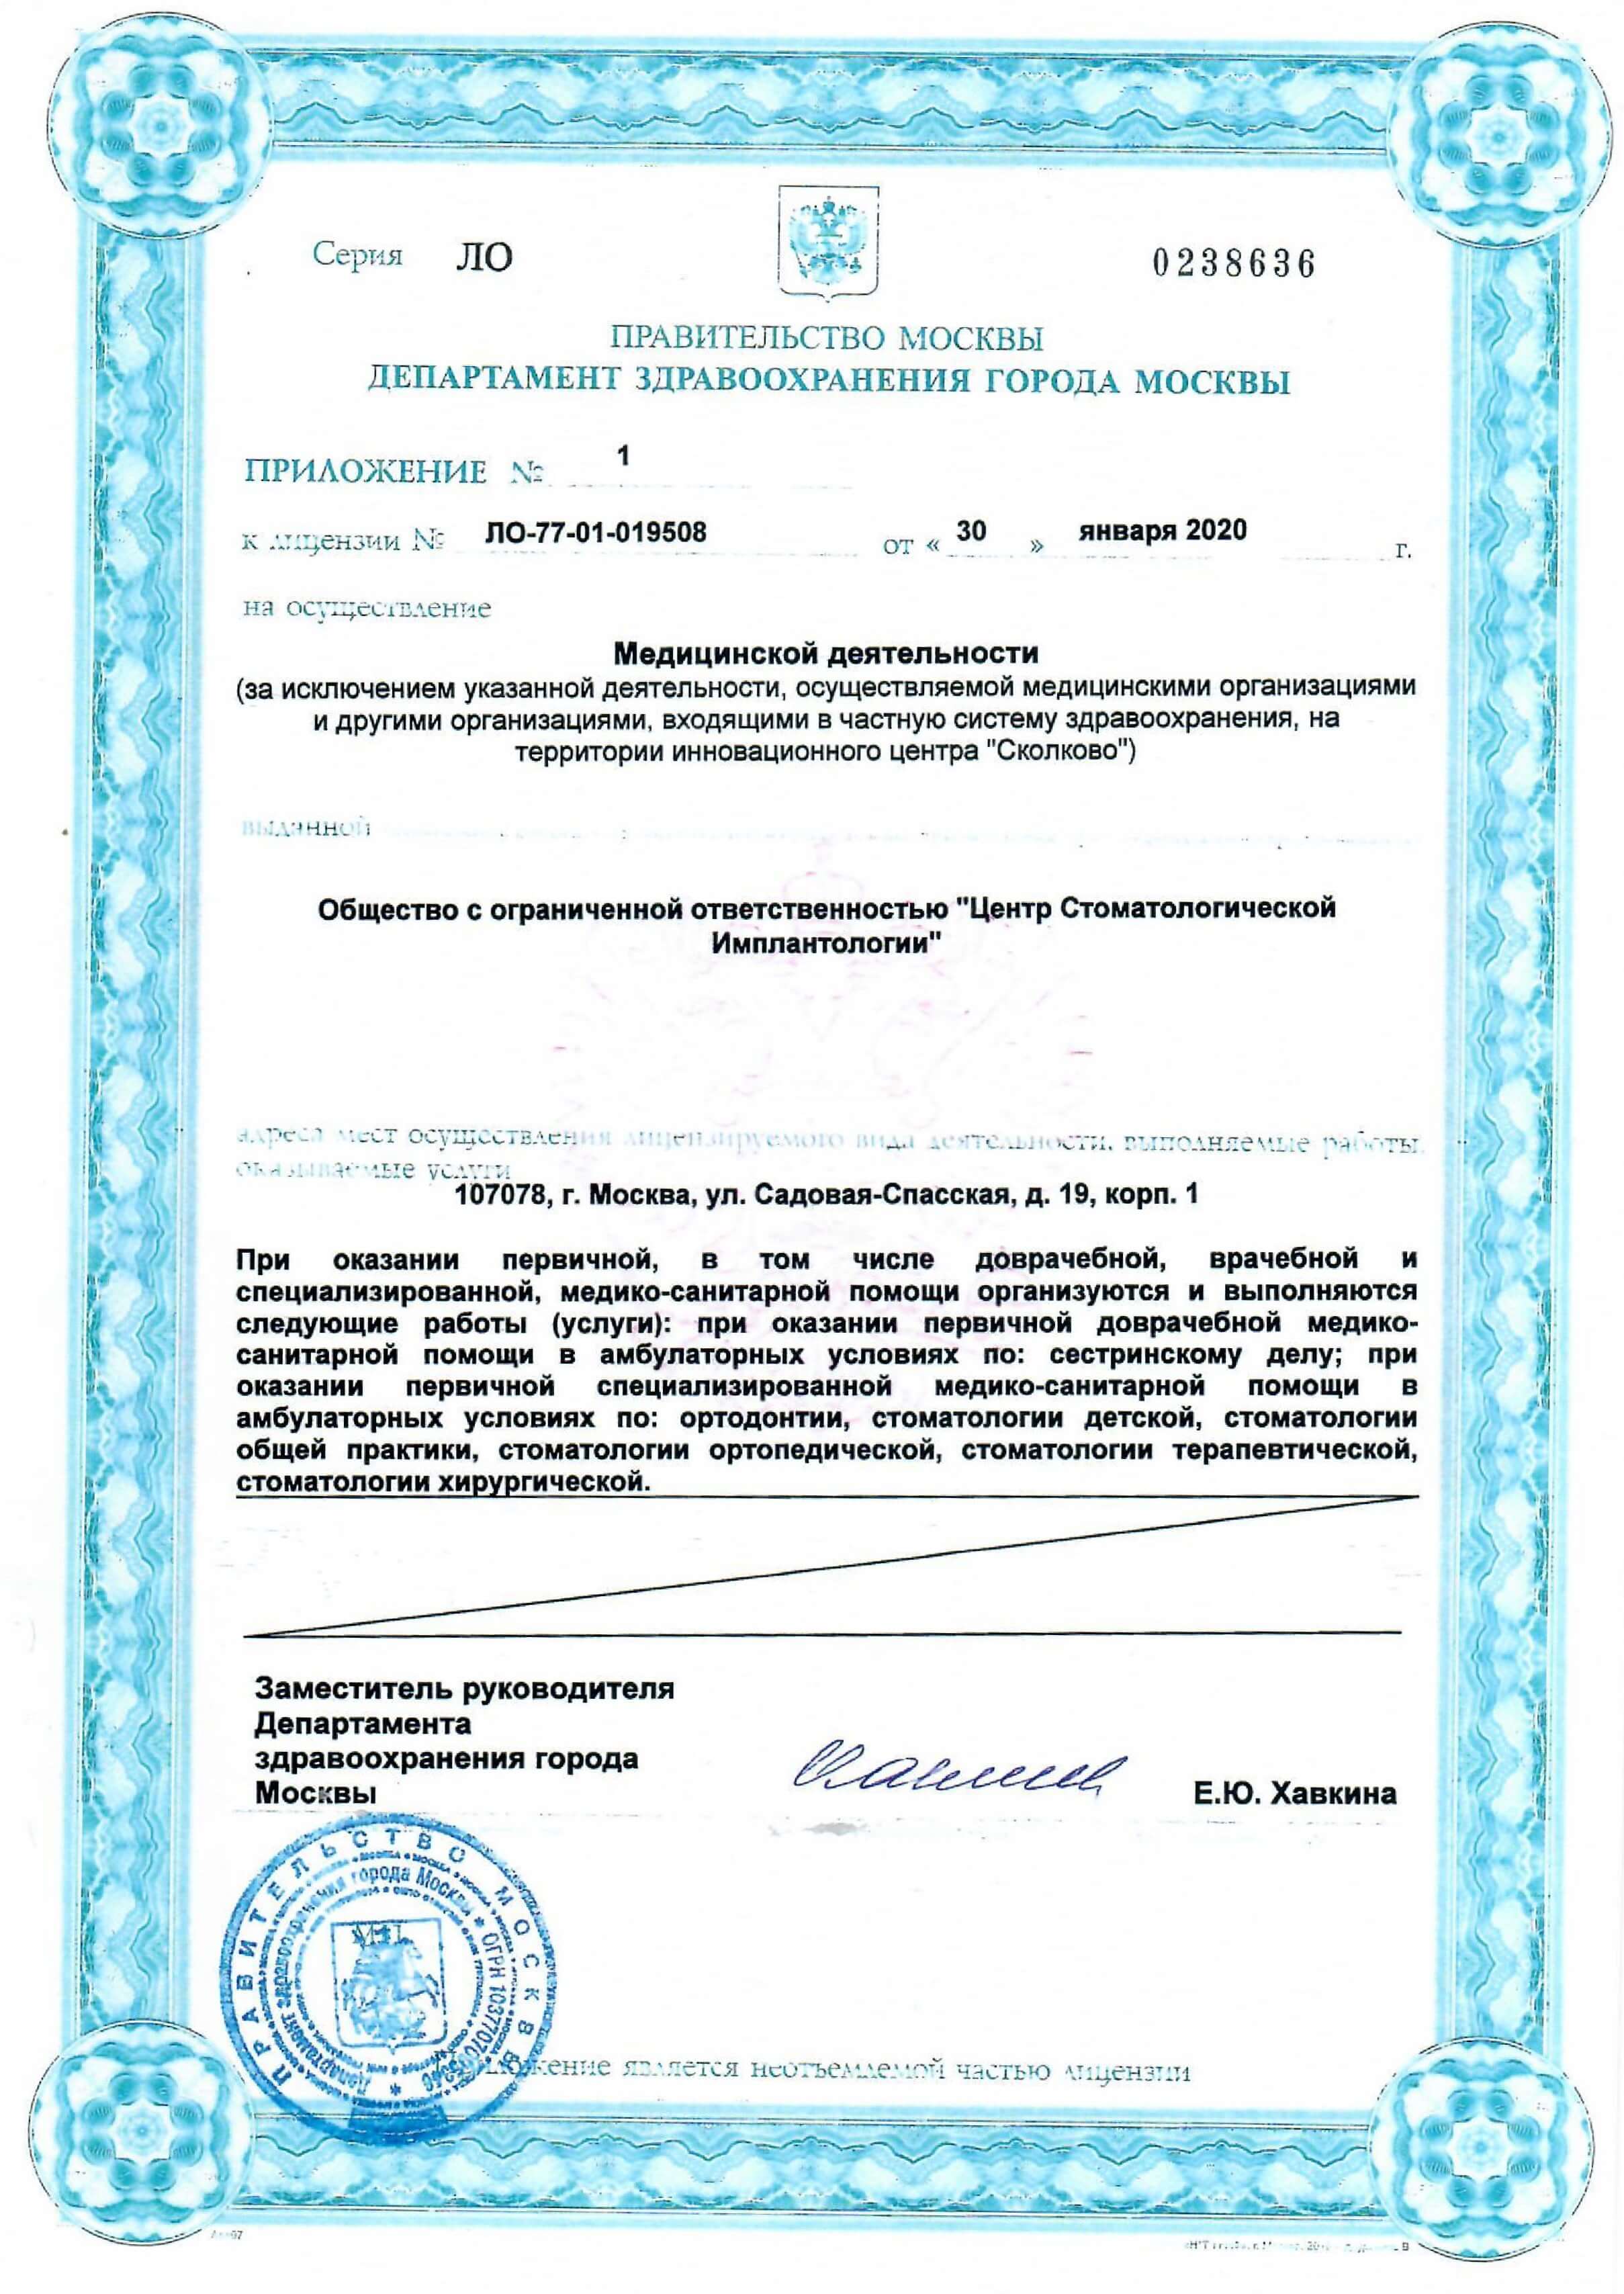 Серия ЛО 0238636
ПРАВИТЕЛЬСТВО МОСКВЫ
ДЕПАРТАМЕНТ ЗДРАВООХРАНЕНИЯ ГОРОДА МОСКВЫ
ПРИЛОЖЕНИЕ № 1
к лицензии № ЛО-77-01-019508 от « 30 » января 2020 г.
на осуществление
Медицинской деятельности
(за исключением указанной деятельности, осуществляемой медицинскими организациями
и другими организациями, входящими в частную систему здравоохранения, на
территории инновационного центра "Сколково")
выданной
Общество с ограниченной ответственностью "Центр Стоматологической
Имплантологии"
адреса мест осуществления лицензируемого вида деятельности, выполняемые работы,
оказываемые услуги
107078, г. Москва, ул. Садовая-Спасская, д. 19, корп. 1
При оказании первичной, в том числе доврачебной, врачебной и
специализированной, медико-санитарной помощи организуются и выполняются
следующие работы (услуги): при оказании первичной доврачебной медико-
санитарной помощи в амбулаторных условиях по: сестринскому делу; при
оказании первичной специализированной медико-санитарной помощи в
амбулаторных условиях по: ортодонтии, стоматологии детской, стоматологии
общей практики, стоматологии ортопедической, стоматологии терапевтической,
стоматологии хирургической.
Заместитель руководителя
Департамента
здравоохранения города
Москвы
Е.Ю. Хавкина
ПРАВИТЕЛЬСТВО МОСКВЫ
Департамент здравоохранения города Москвы
М.П.
Приложение является неотъемлемой частью лицензии